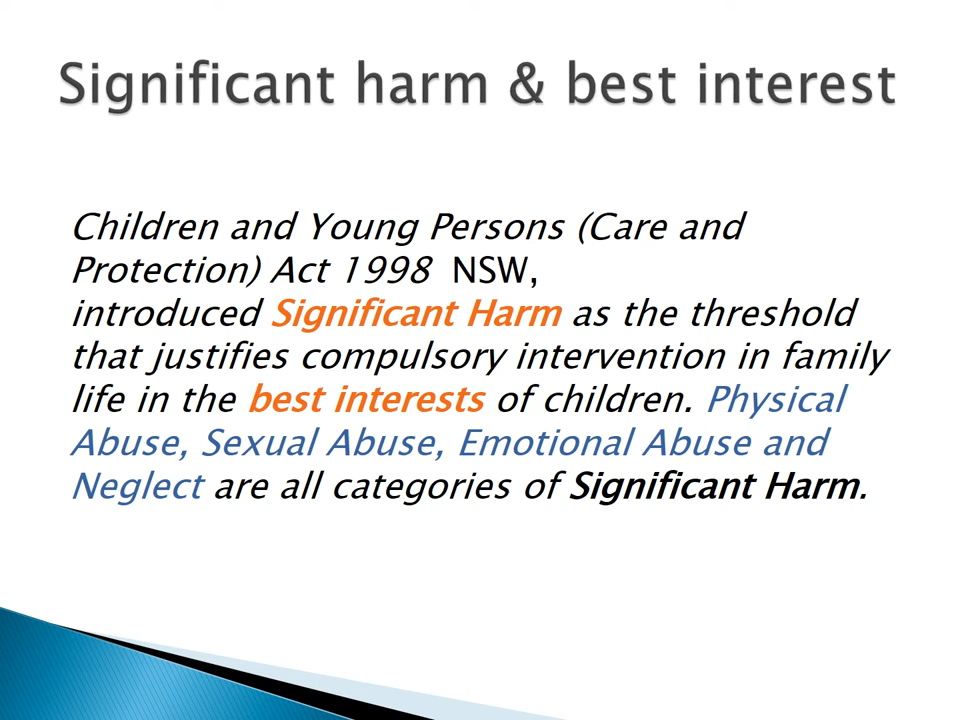 Significant harm & best interest
Children and Young Persons (Care and
Protection) Act 1998 NSW,
introduced Significant Harm as the threshold
that justifies compulsory intervention in family
life in the best interests of children. Physical
Abuse, Sexual Abuse, Emotional Abuse and
Neglect are all categories of Significant Harm.